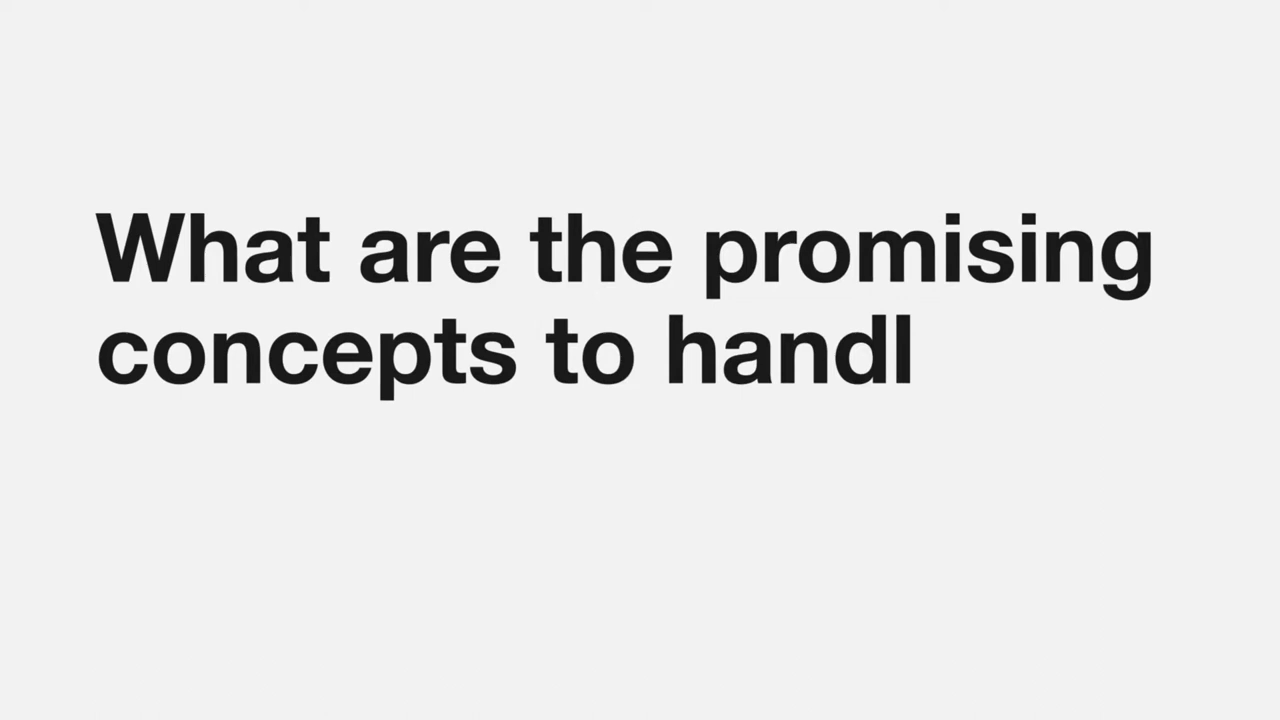 What are the promising
concepts to handl